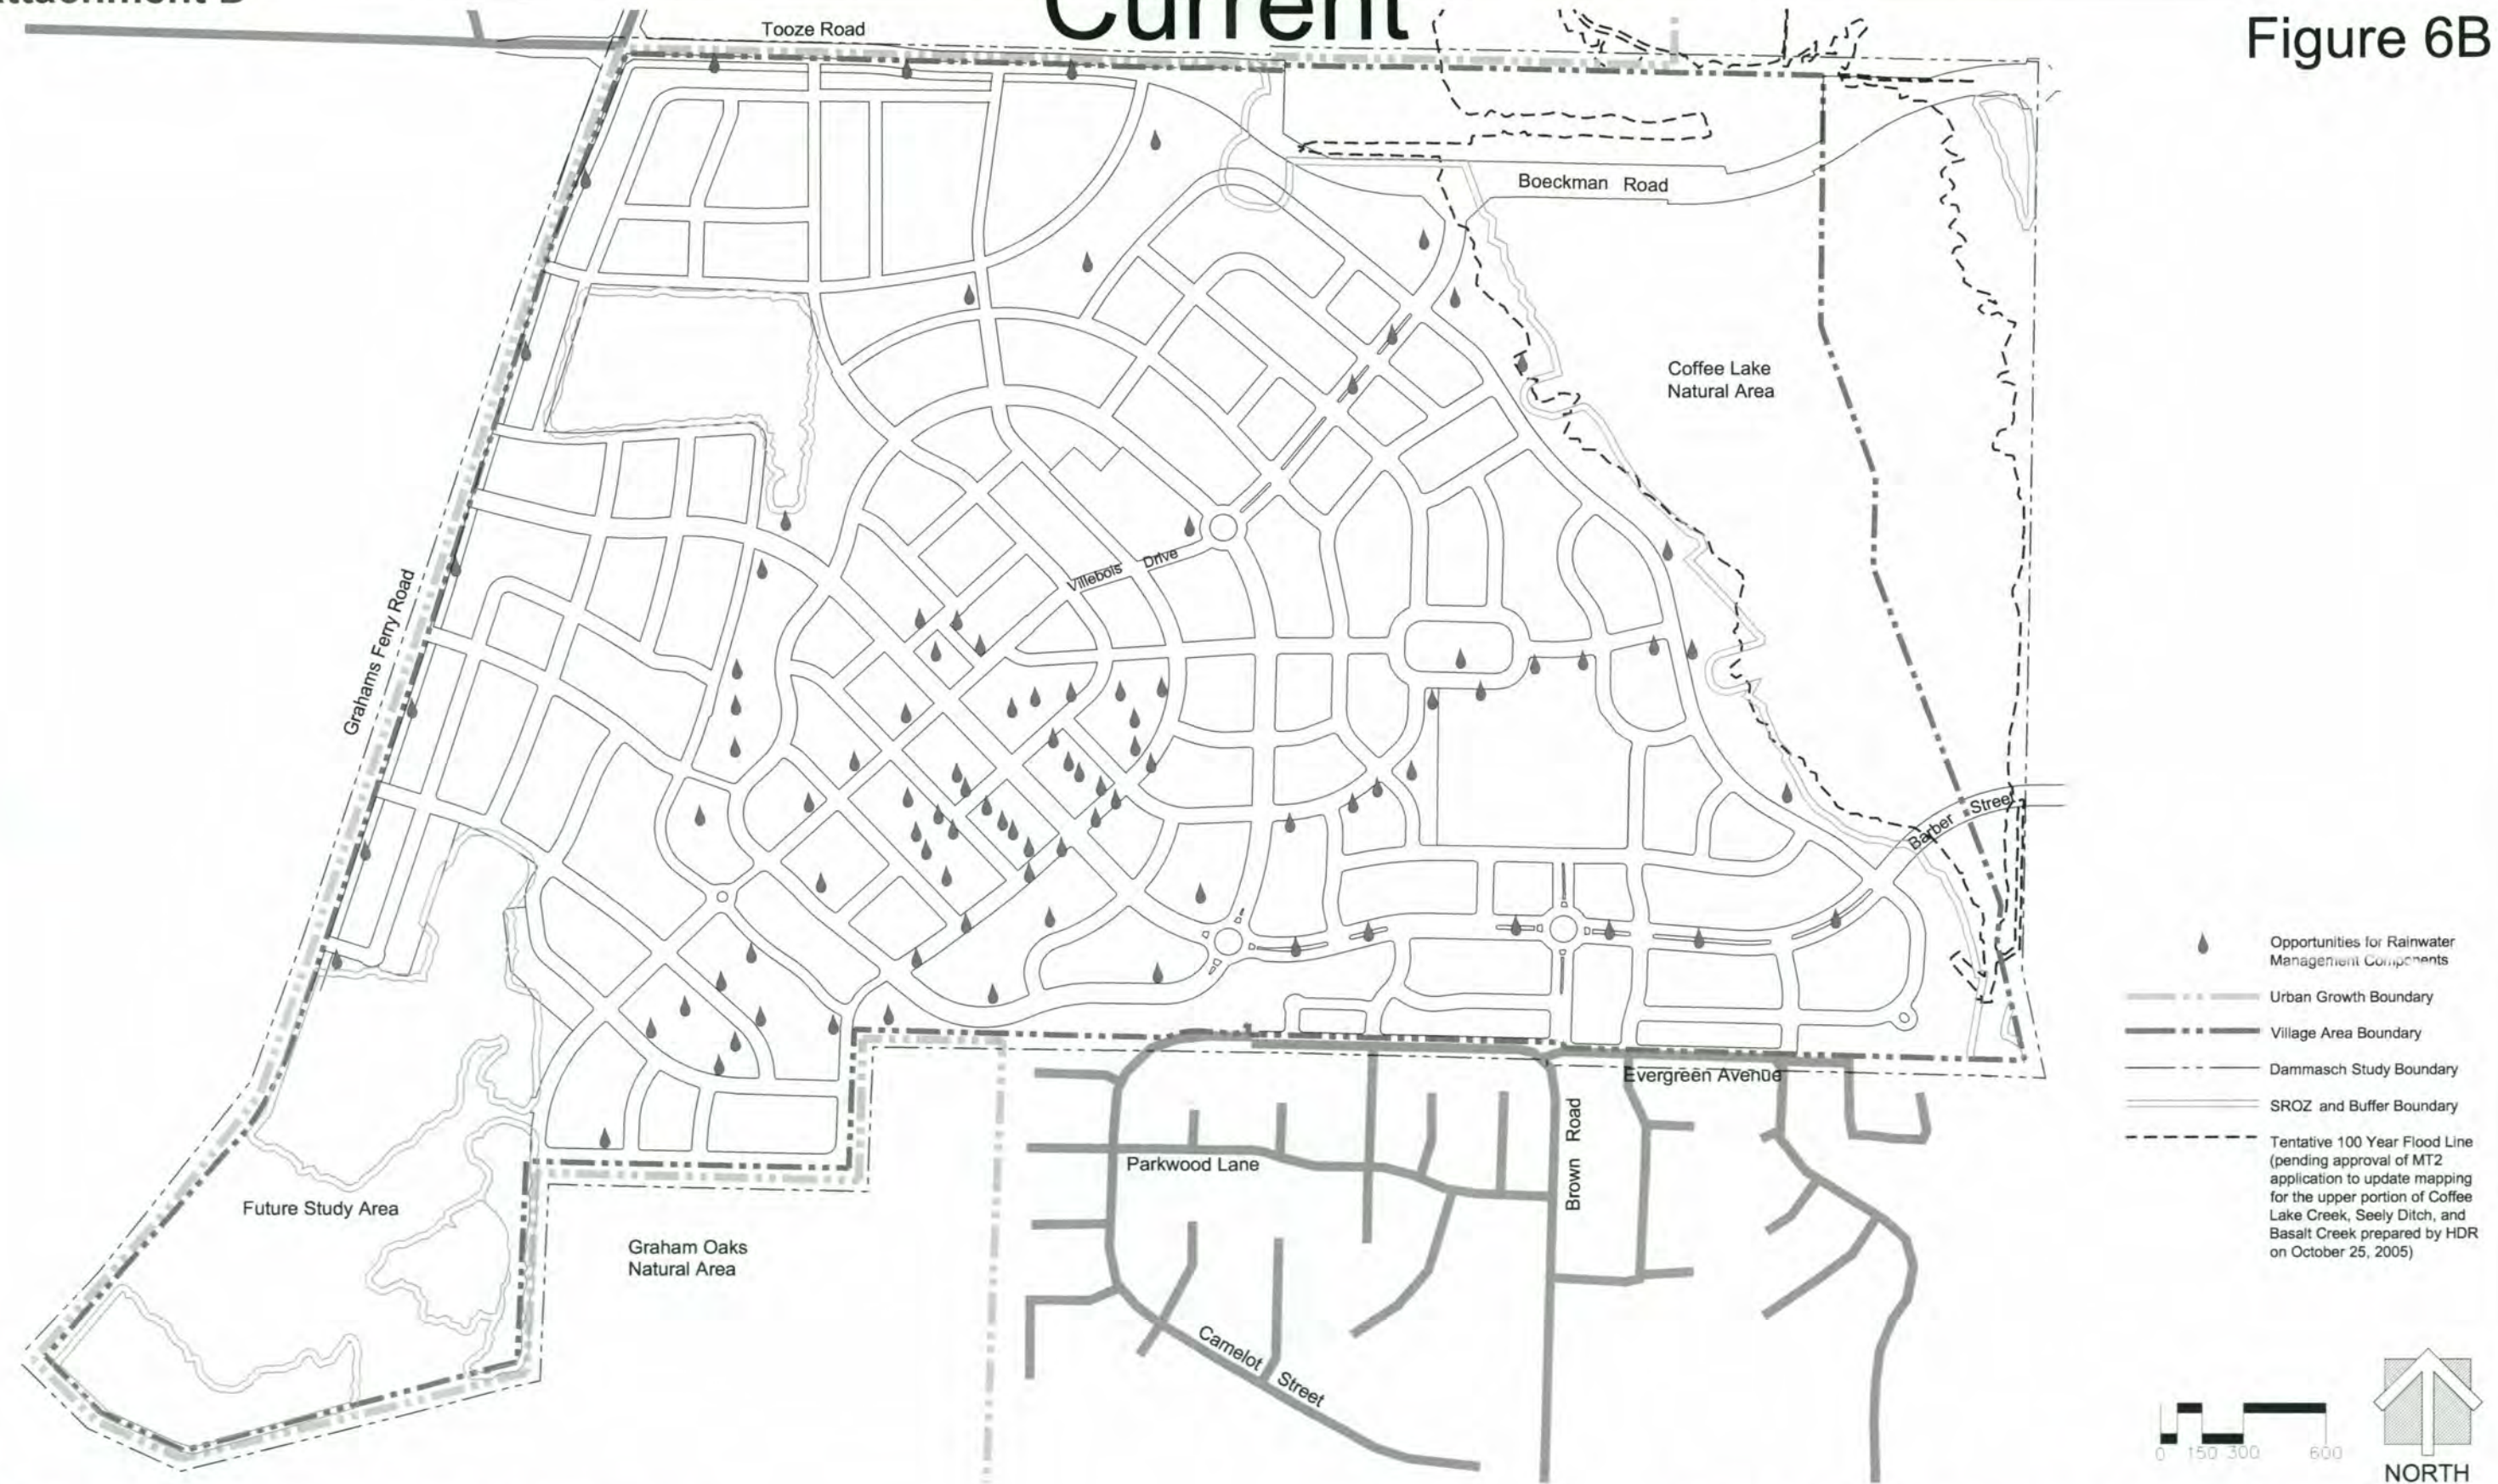 Current
Figure 6B
Tooze Road
Boeckman Road
Coffee Lake
Natural Area
Villebois Drive
Grahams Ferry Road
Barber Street
Opportunities for Rainwater
Management Components
Urban Growth Boundary
Village Area Boundary
Dammasch Study Boundary
SROZ and Buffer Boundary
Tentative 100 Year Flood Line
(pending approval of MT2
application to update mapping
for the upper portion of Coffee
Lake Creek, Seely Ditch, and
Basalt Creek prepared by HDR
on October 25, 2005)
Evergreen Avenue
Brown Road
Parkwood Lane
Future Study Area
Graham Oaks
Natural Area
Camelot Street
0 150 300 600
NORTH